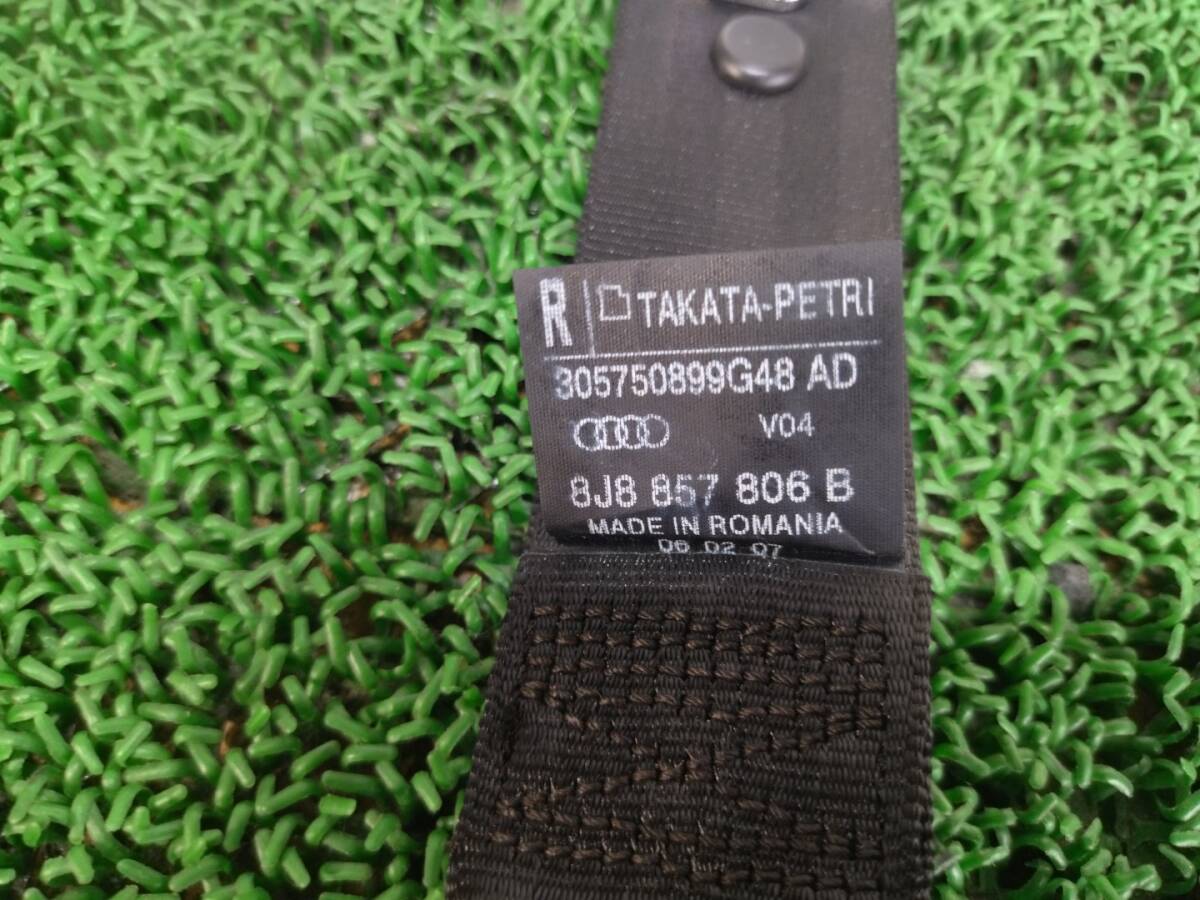 R TAKATA-PETRI
305750899G48 AD
V04
8J8 857 806 B
MADE IN ROMANIA
06 02 07